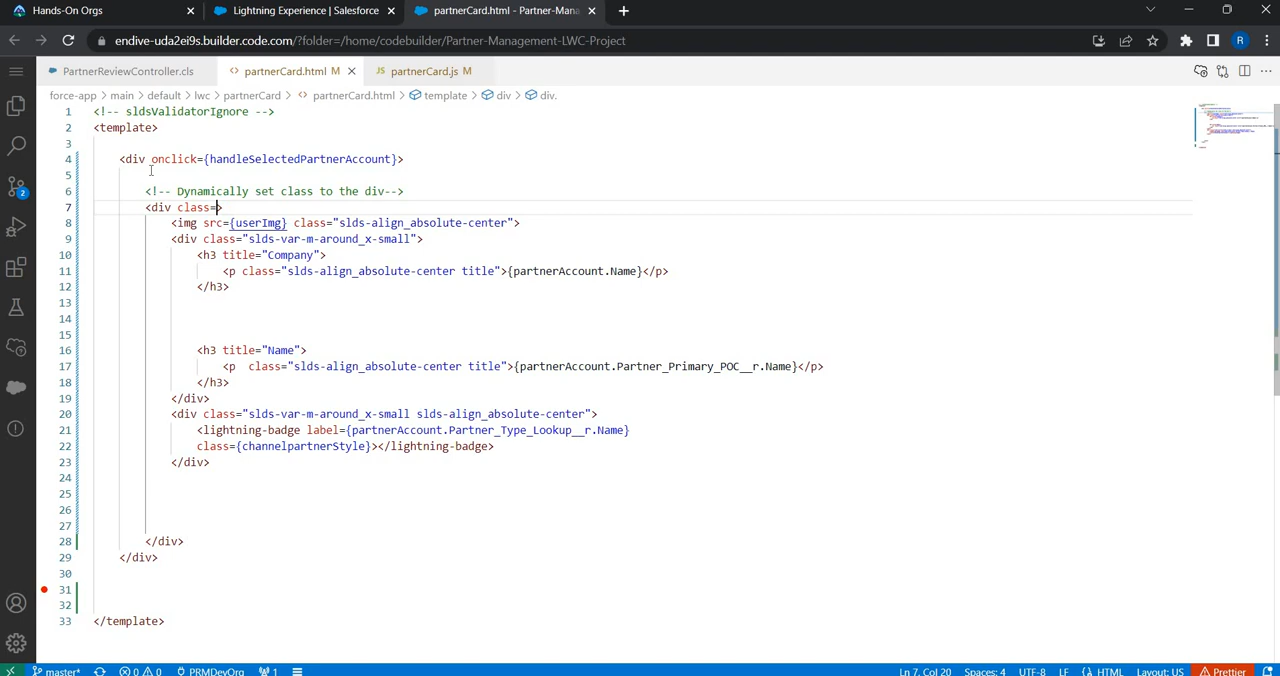 Hands-On Orgs
Lightning Experience | Salesforce
partnerCard.html - Partner-Mana
endive-uda2ei9s.builder.code.com/?folder=/home/codebuilder/Partner-Management-LWC-Project
R
PartnerReviewController.cls
<> partnerCard.html M
JS partnerCard.js M
force-app > main > default > lwc > partnerCard > <> partnerCard.html > template > div > div.
1 <!-- sldsValidatorIgnore -->
2 <template>
3
4 <div onclick={handleSelectedPartnerAccount}>
5
6 <!-- Dynamically set class to the div-->
7 <div class=>
8 <img src={userImg} class="slds-align_absolute-center">
9 <div class="slds-var-m-around_x-small">
10 <h3 title="Company">
11 <p class="slds-align_absolute-center title">{partnerAccount.Name}</p>
12 </h3>
13
14
15
16 <h3 title="Name">
17 <p  class="slds-align_absolute-center title">{partnerAccount.Partner_Primary_POC__r.Name}</p>
18 </h3>
19 </div>
20 <div class="slds-var-m-around_x-small slds-align_absolute-center">
21 <lightning-badge label={partnerAccount.Partner_Type_Lookup__r.Name}
22 class={channelpartnerStyle}></lightning-badge>
23 </div>
24
25
26
27
28 </div>
29 </div>
30
31
32
33 </template>
2
master* 0 0 PRMDevOrg 1 Ln 7, Col 20 Spaces: 4 UTF-8 LF {} HTML Layout: US Prettier